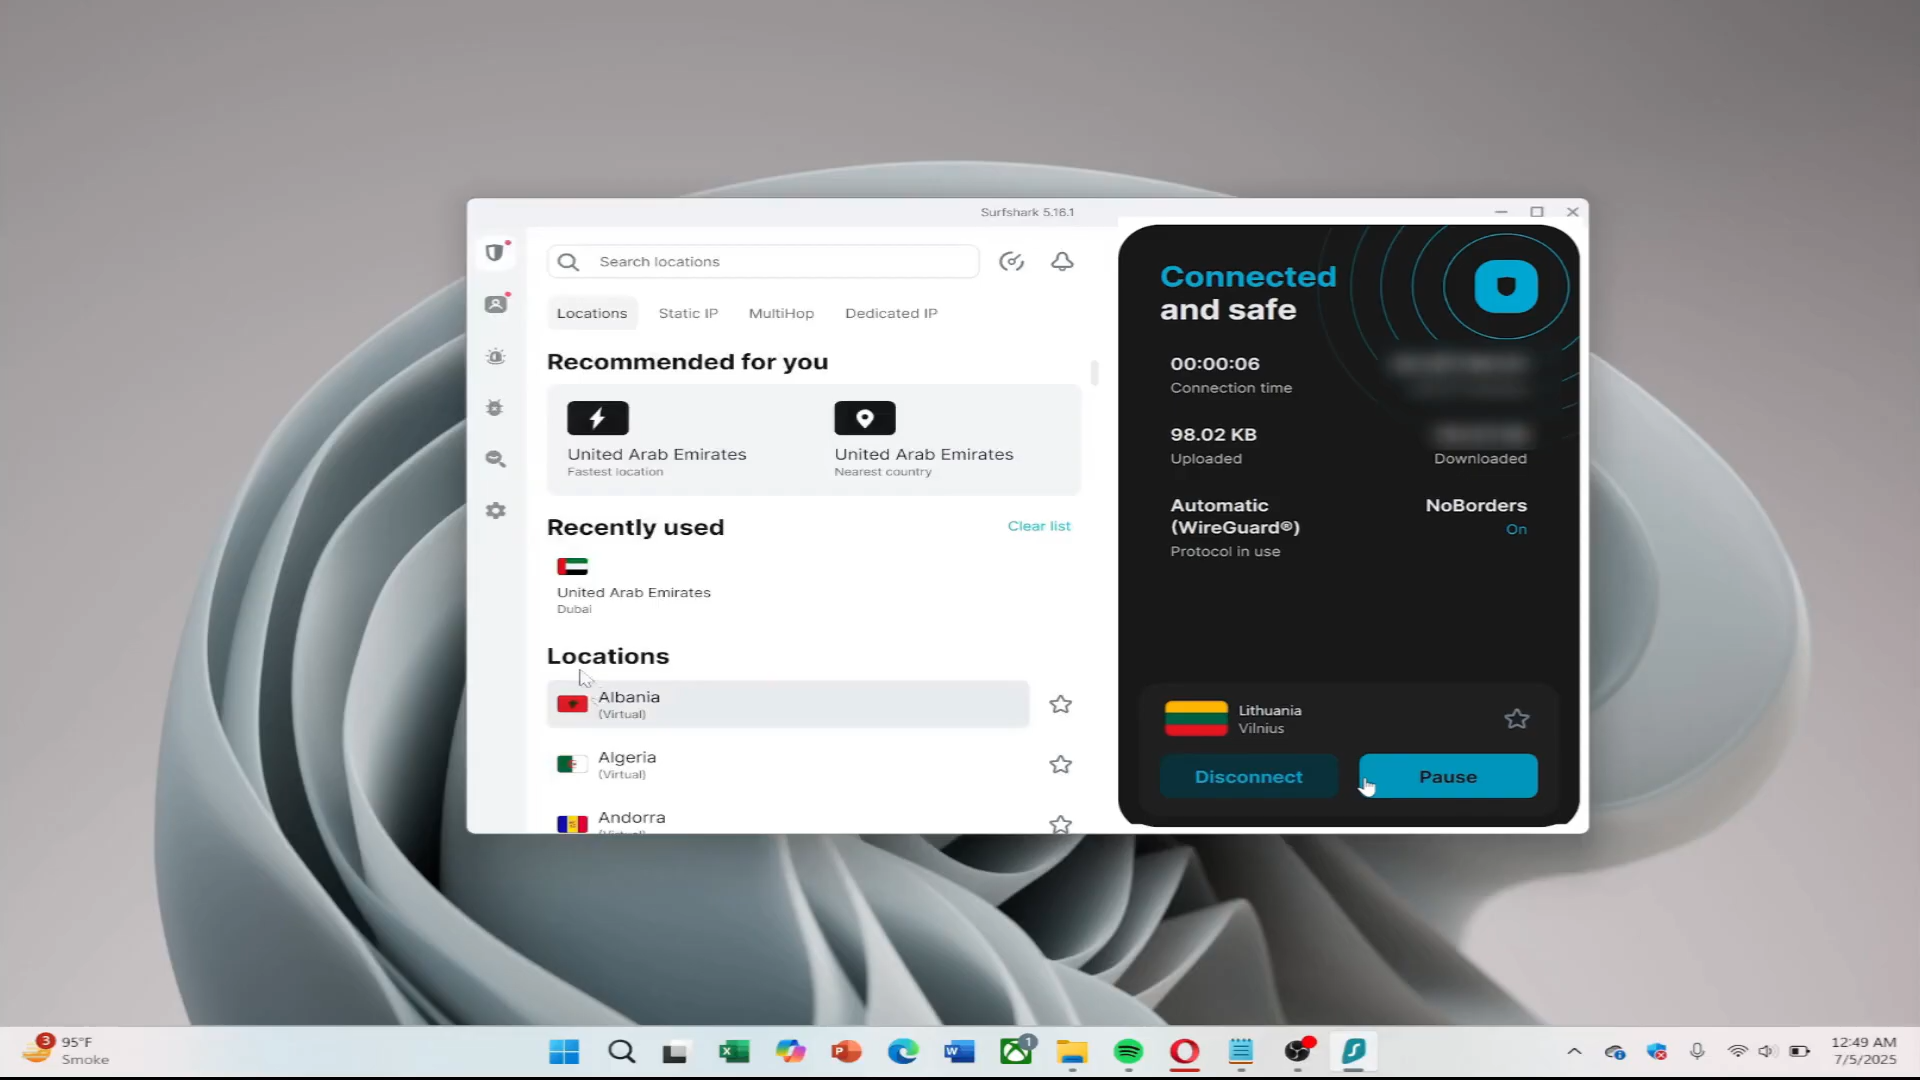 Surfshark 5.16.1
Search locations
Locations
Static IP
MultiHop
Dedicated IP
Recommended for you
United Arab Emirates
Fastest location
United Arab Emirates
Nearest country
Recently used
Clear list
United Arab Emirates
Dubai
Locations
Albania
(Virtual)
Algeria
(Virtual)
Andorra
Connected
and safe
00:00:06
Connection time
98.02 KB
Uploaded
Downloaded
Automatic
(WireGuard®)
Protocol in use
NoBorders
On
Lithuania
Vilnius
Disconnect
Pause
3
95°F
Smoke
1
12:49 AM
7/5/2025